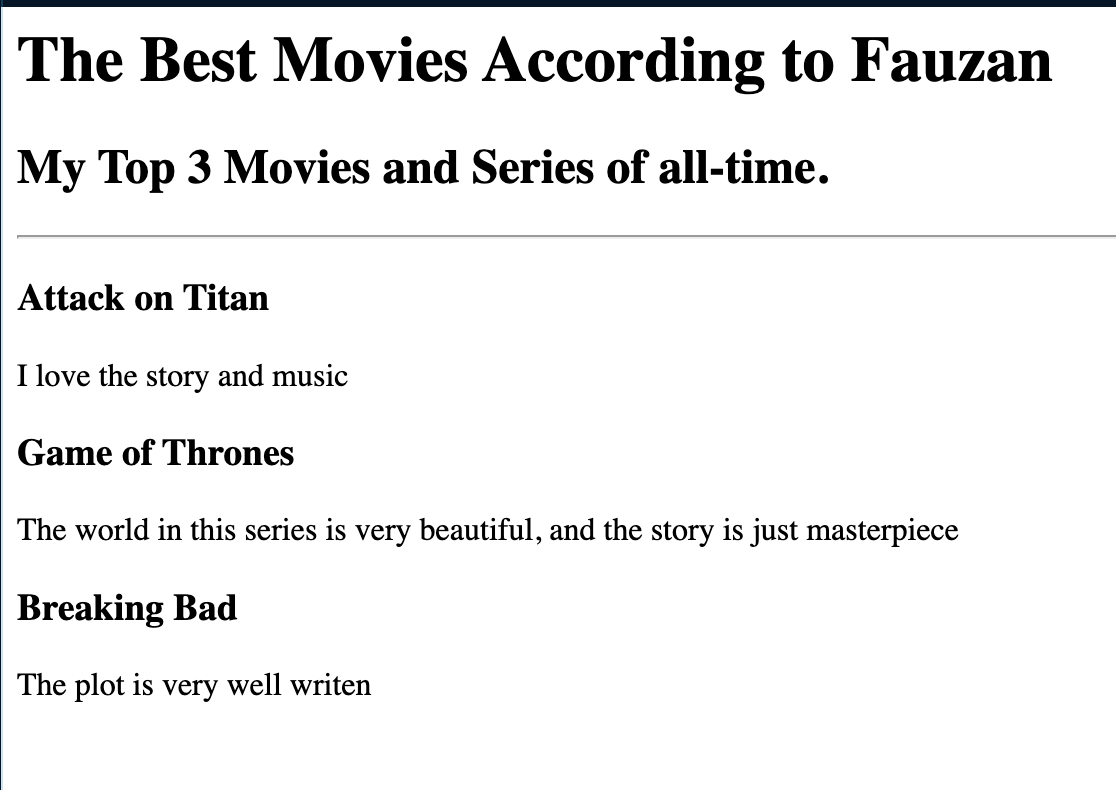 The Best Movies According to Fauzan
My Top 3 Movies and Series of all-time.
Attack on Titan
I love the story and music
Game of Thrones
The world in this series is very beautiful, and the story is just masterpiece
Breaking Bad
The plot is very well writen